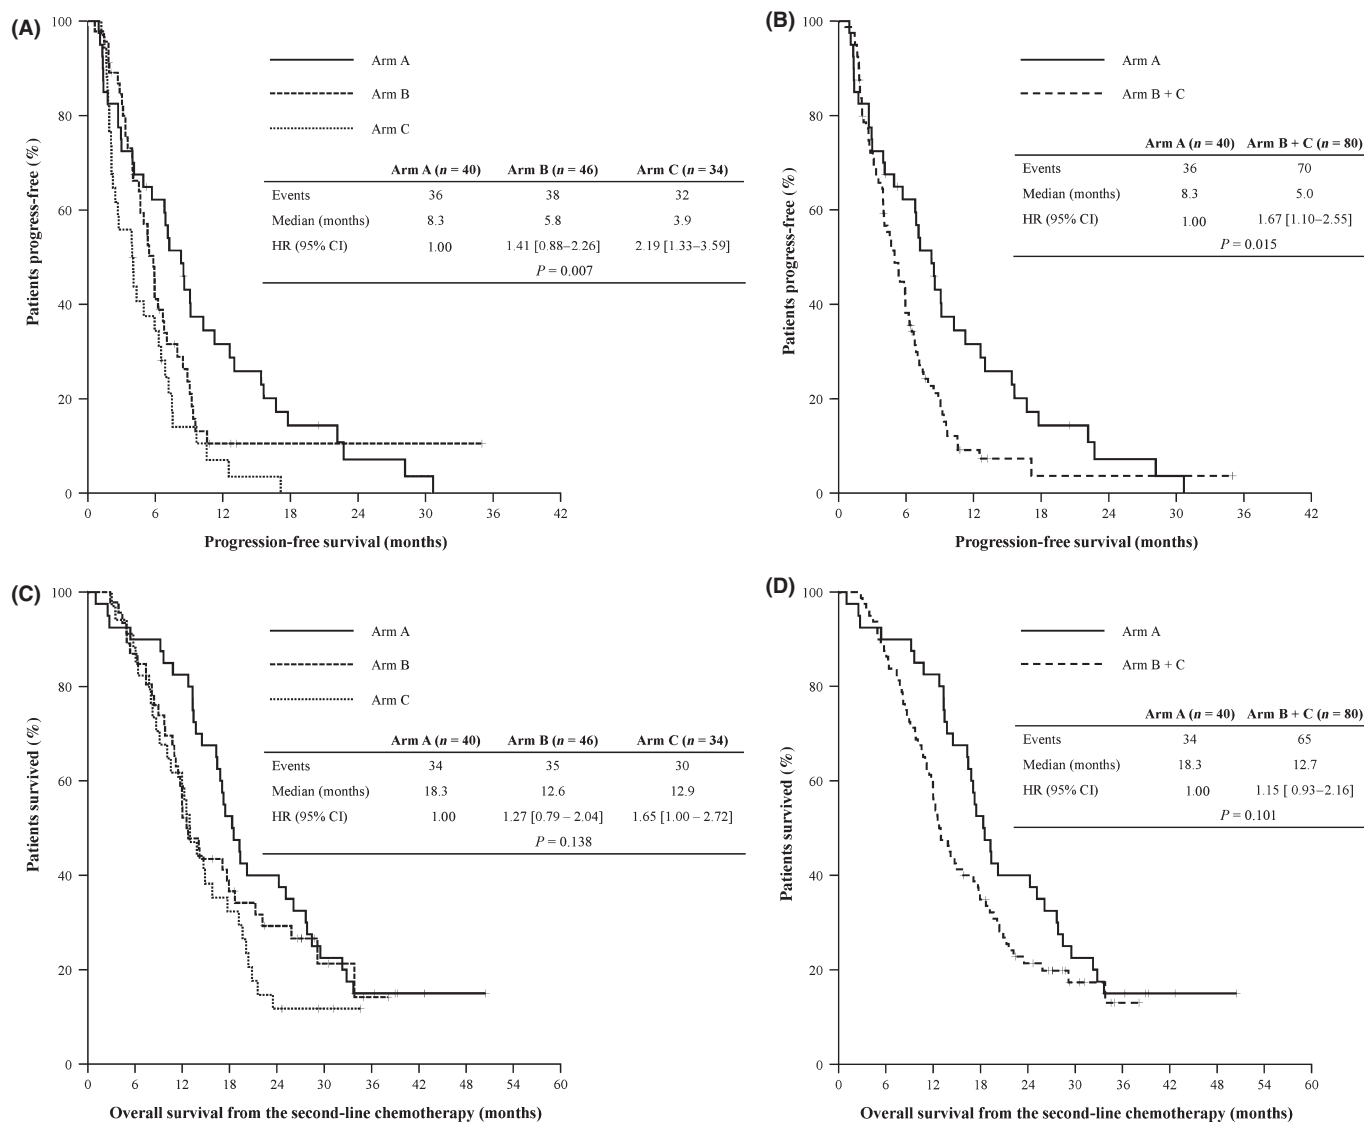 (A)
100
80
60
40
20
0
Patients progress-free (%)
Arm A
Arm B
Arm C
Arm A (n = 40) Arm B (n = 46) Arm C (n = 34)
Events 36 38 32
Median (months) 8.3 5.8 3.9
HR (95% CI) 1.00 1.41 [0.88–2.26] 2.19 [1.33–3.59]
P = 0.007
0 6 12 18 24 30 36 42
Progression-free survival (months)
(B)
100
80
60
40
20
0
Patients progress-free (%)
Arm A
Arm B + C
Arm A (n = 40) Arm B + C (n = 80)
Events 36 70
Median (months) 8.3 5.0
HR (95% CI) 1.00 1.67 [1.10–2.55]
P = 0.015
0 6 12 18 24 30 36 42
Progression-free survival (months)
(C)
100
80
60
40
20
0
Patients survived (%)
Arm A
Arm B
Arm C
Arm A (n = 40) Arm B (n = 46) Arm C (n = 34)
Events 34 35 30
Median (months) 18.3 12.6 12.9
HR (95% CI) 1.00 1.27 [0.79 – 2.04] 1.65 [1.00 – 2.72]
P = 0.138
0 6 12 18 24 30 36 42 48 54 60
Overall survival from the second-line chemotherapy (months)
(D)
100
80
60
40
20
0
Patients survived (%)
Arm A
Arm B + C
Arm A (n = 40) Arm B + C (n = 80)
Events 34 65
Median (months) 18.3 12.7
HR (95% CI) 1.00 1.15 [ 0.93–2.16]
P = 0.101
0 6 12 18 24 30 36 42 48 54 60
Overall survival from the second-line chemotherapy (months)